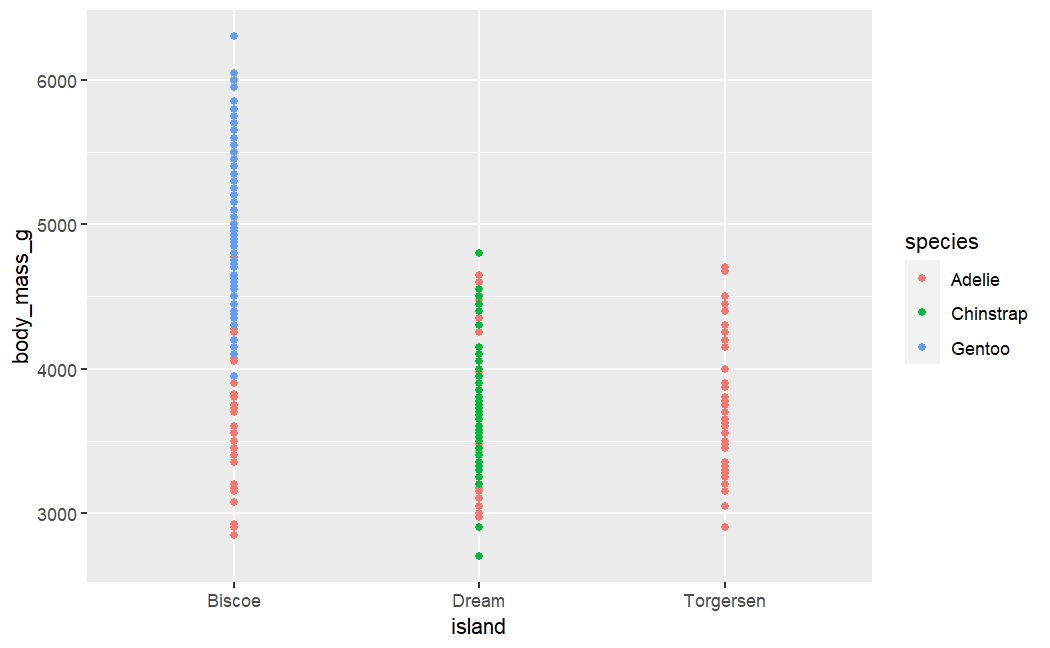 body_mass_g
6000
5000
4000
3000
Biscoe
Dream
Torgersen
island
species
Adelie
Chinstrap
Gentoo